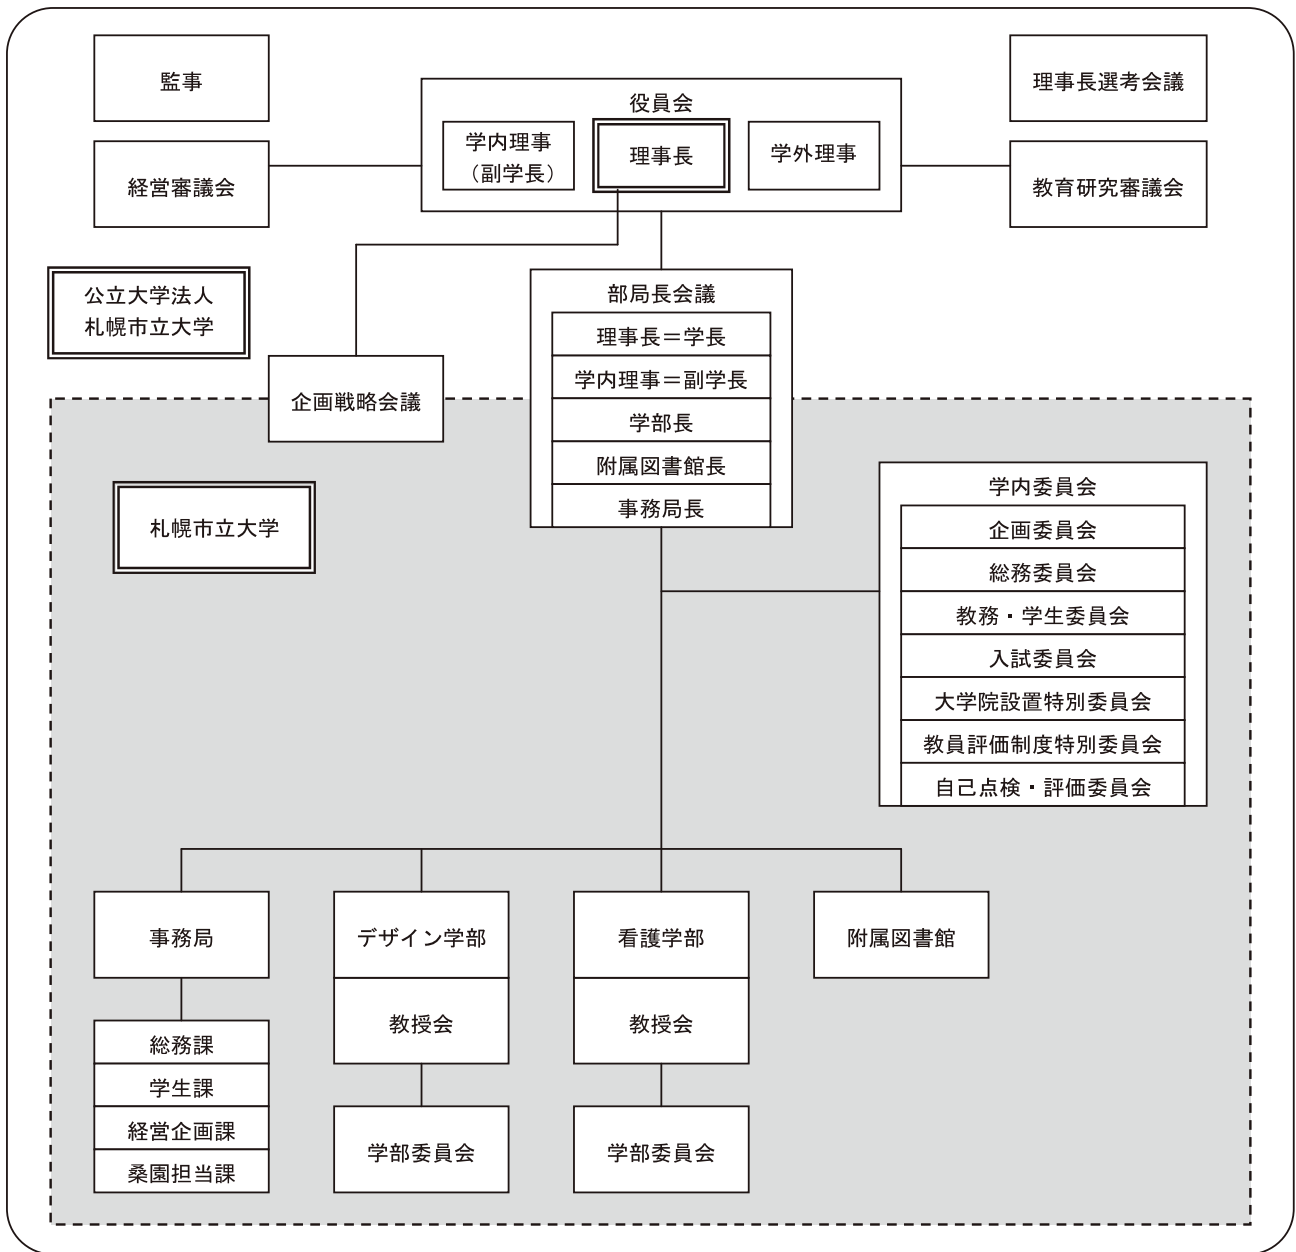 監事
理事長選考会議
役員会
学内理事
（副学長）
理事長
学外理事
経営審議会
教育研究審議会
公立大学法人
札幌市立大学
部局長会議
理事長＝学長
学内理事＝副学長
学部長
附属図書館長
事務局長
企画戦略会議
札幌市立大学
学内委員会
企画委員会
総務委員会
教務・学生委員会
入試委員会
大学院設置特別委員会
教員評価制度特別委員会
自己点検・評価委員会
事務局
デザイン学部
看護学部
附属図書館
教授会
教授会
総務課
学生課
経営企画課
桑園担当課
学部委員会
学部委員会